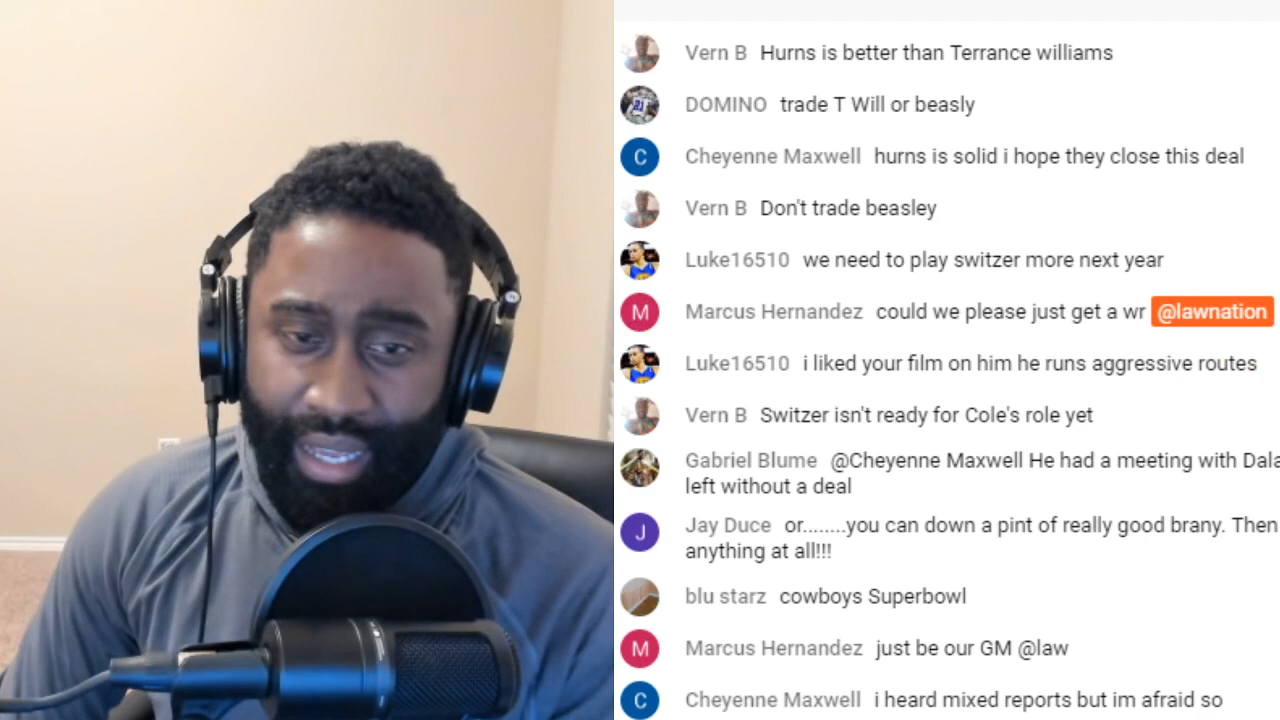 Vern B Hurns is better than Terrance williams
DOMINO trade T Will or beasly
C Cheyenne Maxwell hurns is solid i hope they close this deal
Vern B Don't trade beasley
Luke16510 we need to play switzer more next year
M Marcus Hernandez could we please just get a wr @lawnation
Luke16510 i liked your film on him he runs aggressive routes
Vern B Switzer isn't ready for Cole's role yet
Gabriel Blume @Cheyenne Maxwell He had a meeting with
left without a deal
J Jay Duce or........you can down a pint of really good brany. Then
anything at all!!!
blu starz cowboys Superbowl
M Marcus Hernandez just be our GM @law
C Cheyenne Maxwell i heard mixed reports but im afraid so